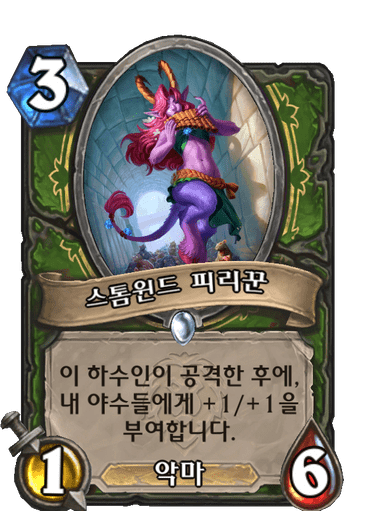 3
스톰윈드 피리꾼
이 하수인이 공격한 후에,
내 야수들에게 +1/+1을
부여합니다.
1
악마
6